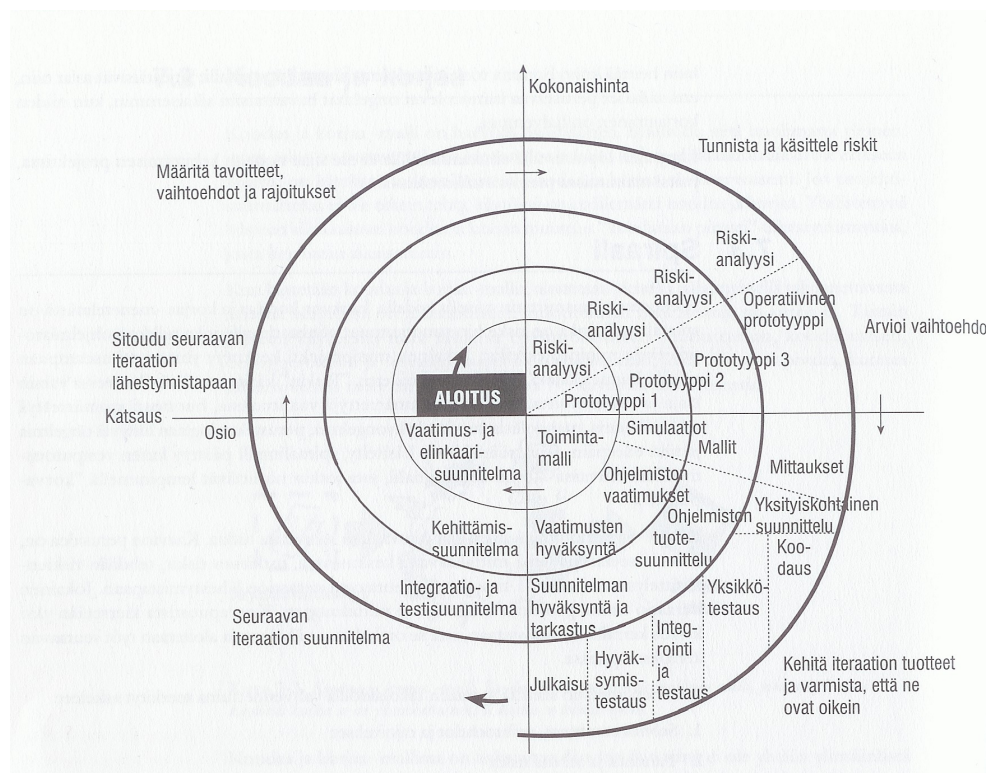 Kokonaishinta
Tunnista ja käsittele riskit
Määritä tavoitteet,
vaihtoehdot ja rajoitukset
Riski-
analyysi
Riski-
analyysi
Riski-
analyysi
Riski-
analyysi
Operatiivinen
prototyyppi
Arvioi vaihtoehdo
Sitoudu seuraavan
iteraation
lähestymistapaan
Prototyyppi 3
Prototyyppi 2
Prototyyppi 1
ALOITUS
Katsaus
Osio
Vaatimus- ja
elinkaari-
suunnitelma
Toiminta-
malli
Simulaatiot
Mallit
Mittaukset
Ohjelmiston
vaatimukset
Yksityiskohtainen
suunnittelu
Ohjelmiston
tuote-
suunnittelu
Kehittämis-
suunnitelma
Vaatimusten
hyväksyntä
Koo-
daus
Integraatio- ja
testisuunnitelma
Suunnitelman
hyväksyntä ja
tarkastus
Yksikkö-
testaus
Seuraavan
iteraation suunnitelma
Integ-
rointi
ja
testaus
Hyväk-
symis-
testaus
Julkaisu
Kehitä iteraation tuotteet
ja varmista, että ne
ovat oikein